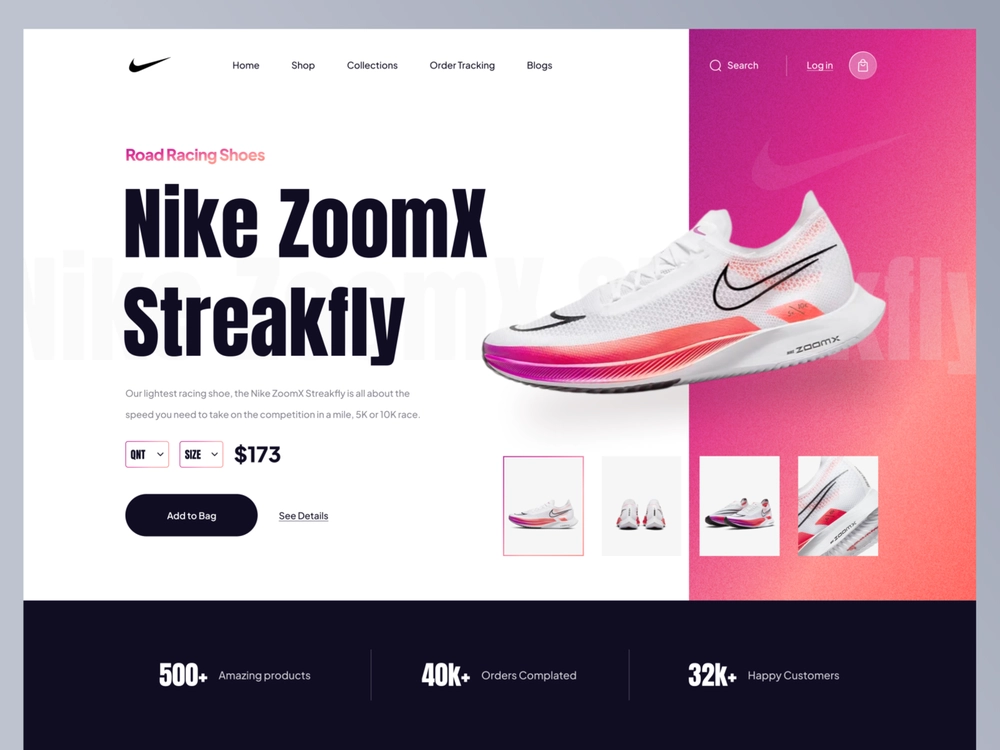 Home Shop Collections Order Tracking Blogs Search Log in
Road Racing Shoes
Nike ZoomX
Streakfly
Nike ZoomX Streakfly
ZOOMX
Our lightest racing shoe, the Nike ZoomX Streakfly is all about the
speed you need to take on the competition in a mile, 5K or 10K race.
QNT SIZE $173
ZOOMX
Add to Bag See Details
500+ Amazing products 40k+ Orders Complated 32k+ Happy Customers